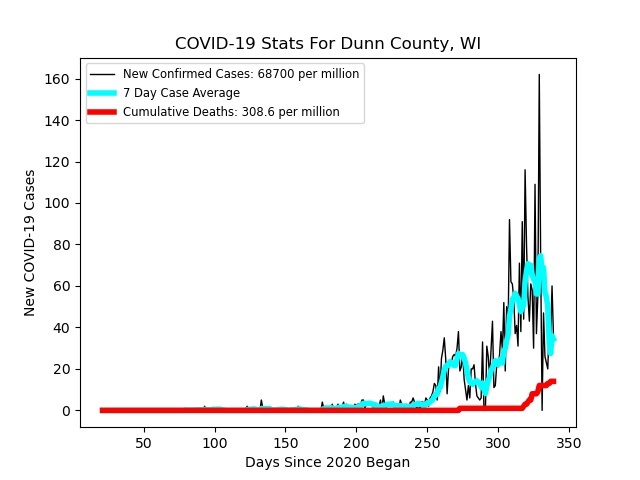 COVID-19 Stats For Dunn County, WI
New Confirmed Cases: 68700 per million
7 Day Case Average
Cumulative Deaths: 308.6 per million
New COVID-19 Cases
160
140
120
100
80
60
40
20
0
50
100
150
200
250
300
350
Days Since 2020 Began